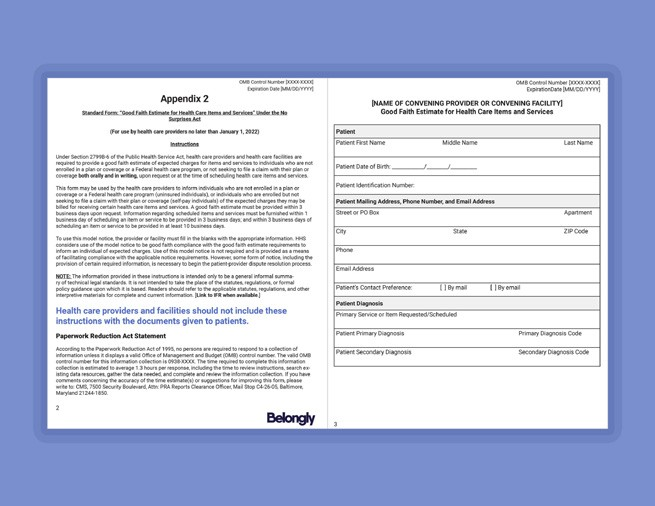 OMB Control Number [XXXX-XXXX]
Expiration Date [MM/DD/YYYY]
Appendix 2
Standard Form: "Good Faith Estimate for Health Care Items and Services" Under the No
Surprises Act
(For use by health care providers no later than January 1, 2022)
Instructions
Under Section 2799B-6 of the Public Health Service Act, health care providers and health care facilities are
required to provide a good faith estimate of expected charges for items and services to individuals who are not
enrolled in a plan or coverage or a Federal health care program, or not seeking to file a claim with their plan or
coverage both orally and in writing, upon request or at the time of scheduling health care items and services.
This form may be used by the health care providers to inform individuals who are not enrolled in a plan or
coverage or a Federal health care program (uninsured individuals), or individuals who are enrolled but not
seeking to file a claim with their plan or coverage (self-pay individuals) of the expected charges they may be
billed for receiving certain health care items and services. A good faith estimate must be provided within 3
business days upon request. Information regarding scheduled items and services must be furnished within 1
business day of scheduling an item or service to be provided in 3 business days; and within 3 business days of
scheduling an item or service to be provided in at least 10 business days.
To use this model notice, the provider or facility must fill in the blanks with the appropriate information. HHS
considers use of the model notice to be good faith compliance with the good faith estimate requirements to
inform an individual of expected charges. Use of this model notice is not required and is provided as a means
of facilitating compliance with the applicable notice requirements. However, some form of notice, including the
provision of certain required information, is necessary to begin the patient-provider dispute resolution process.
NOTE: The information provided in these instructions is intended only to be a general informal summa-
ry of technical legal standards. It is not intended to take the place of the statutes, regulations, or formal
policy guidance upon which it is based. Readers should refer to the applicable statutes, regulations, and other
interpretive materials for complete and current information. [Link to IFR when available.]
Health care providers and facilities should not include these
instructions with the documents given to patients.
Paperwork Reduction Act Statement
According to the Paperwork Reduction Act of 1995, no persons are required to respond to a collection of
information unless it displays a valid Office of Management and Budget (OMB) control number. The valid OMB
control number for this information collection is 0938-XXXX. The time required to complete this information
collection is estimated to average 1.3 hours per response, including the time to review instructions, search ex-
isting data resources, gather the data needed, and complete and review the information collection. If you have
comments concerning the accuracy of the time estimate(s) or suggestions for improving this form, please
write to: CMS, 7500 Security Boulevard, Attn: PRA Reports Clearance Officer, Mail Stop C4-26-05, Baltimore,
Maryland 21244-1850.
2
Belongly
OMB Control Number [XXXX-XXXX]
ExpirationDate [MM/DD/YYYY]
[NAME OF CONVENING PROVIDER OR CONVENING FACILITY]
Good Faith Estimate for Health Care Items and Services
Patient
Patient First Name Middle Name Last Name
Patient Date of Birth: ____________/________/__________
Patient Identification Number:
Patient Mailing Address, Phone Number, and Email Address
Street or PO Box Apartment
City State ZIP Code
Phone
Email Address
Patient's Contact Preference: [ ] By mail [ ] By email
Patient Diagnosis
Primary Service or Item Requested/Scheduled
Patient Primary Diagnosis Primary Diagnosis Code
Patient Secondary Diagnosis Secondary Diagnosis Code
3